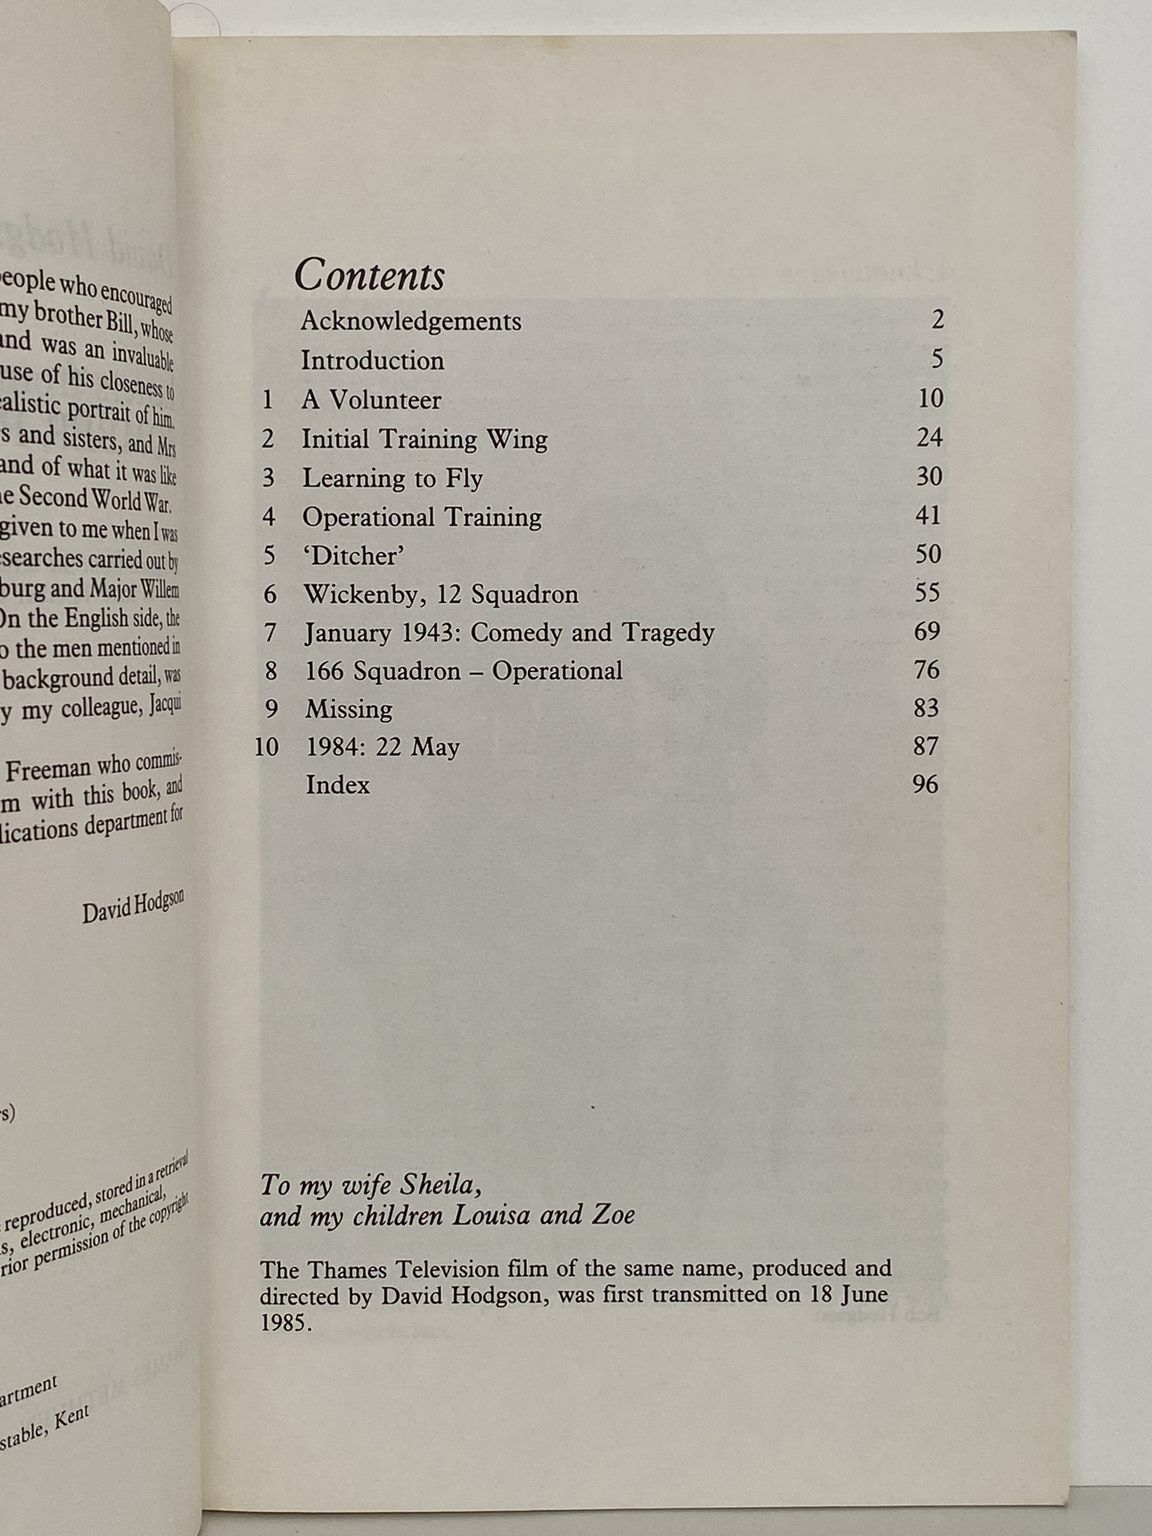 people who encouraged
my brother Bill, whose
and was an invaluable
use of his closeness to
ealistic portrait of him.
s and sisters, and Mrs
and of what it was like
e Second World War.
given to me when I was
searches carried out by
burg and Major Willem
On the English side, the
o the men mentioned in
background detail, was
y my colleague, Jacqui
Freeman who commis-
m with this book, and
lications department for
David Hodgson
s)
reproduced, stored in a retrieval
s, electronic, mechanical,
rior permission of the copyright
artment
stable, Kent
Contents
Acknowledgements 2
Introduction 5
1 A Volunteer 10
2 Initial Training Wing 24
3 Learning to Fly 30
4 Operational Training 41
5 ‘Ditcher’ 50
6 Wickenby, 12 Squadron 55
7 January 1943: Comedy and Tragedy 69
8 166 Squadron – Operational 76
9 Missing 83
10 1984: 22 May 87
Index 96
To my wife Sheila,
and my children Louisa and Zoe
The Thames Television film of the same name, produced and
directed by David Hodgson, was first transmitted on 18 June
1985.